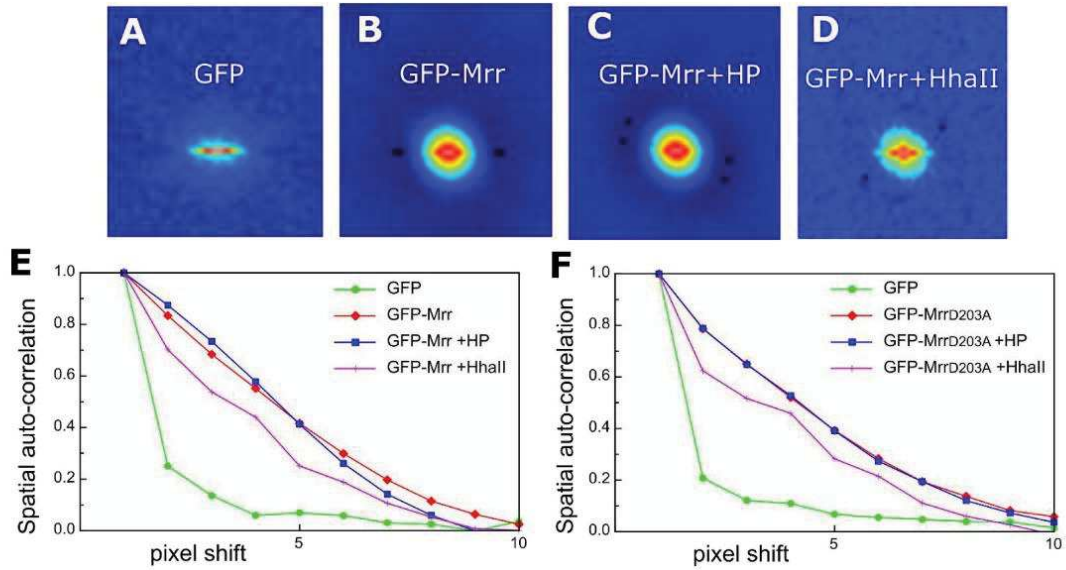 A
GFP
B
GFP-Mrr
C
GFP-Mrr+HP
D
GFP-Mrr+HhaII
E
Spatial auto-correlation
1.0
0.8
0.6
0.4
0.2
0.0
GFP
GFP-Mrr
GFP-Mrr +HP
GFP-Mrr +HhaII
pixel shift
5
10
F
Spatial auto-correlation
1.0
0.8
0.6
0.4
0.2
0.0
GFP
GFP-MrrD203A
GFP-MrrD203A +HP
GFP-MrrD203A +HhaII
pixel shift
5
10